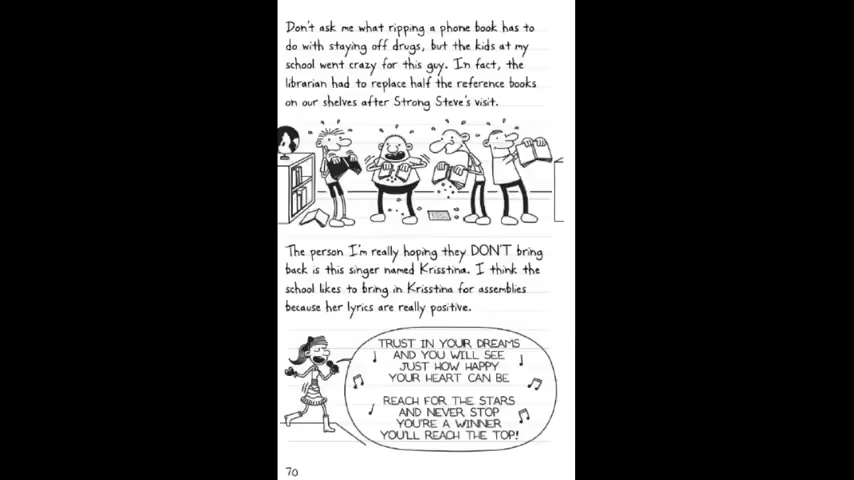 Don't ask me what ripping a phone book has to
do with staying off drugs, but the kids at my
school went crazy for this guy. In fact, the
librarian had to replace half the reference books
on our shelves after Strong Steve's visit.
The person I'm really hoping they DON'T bring
back is this singer named Krisstina. I think the
school likes to bring in Krisstina for assemblies
because her lyrics are really positive.
TRUST IN YOUR DREAMS
AND YOU WILL SEE
JUST HOW HAPPY
YOUR HEART CAN BE
REACH FOR THE STARS
AND NEVER STOP
YOU'RE A WINNER
YOU'LL REACH THE TOP!
70